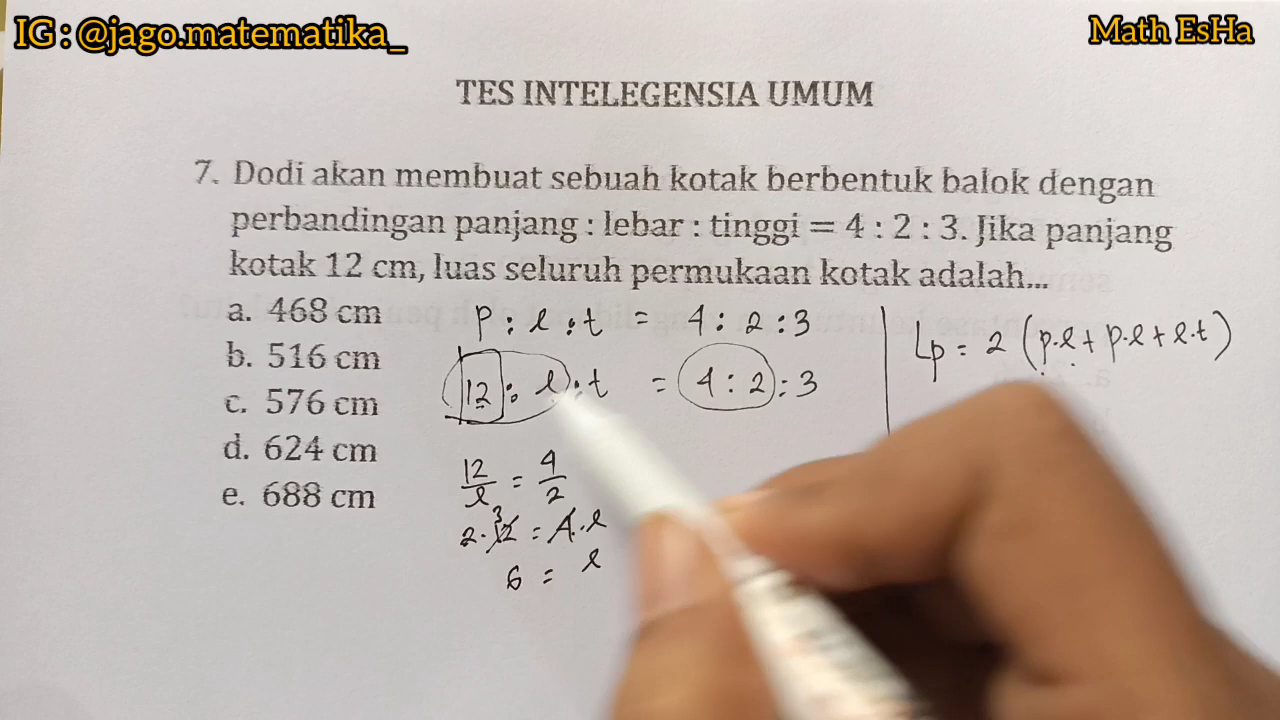 IG : @jago.matematika_
Math EsHa
TES INTELEGENSIA UMUM
7. Dodi akan membuat sebuah kotak berbentuk balok dengan
perbandingan panjang : lebar : tinggi = 4 : 2 : 3. Jika panjang
kotak 12 cm, luas seluruh permukaan kotak adalah...
a. 468 cm
b. 516 cm
c. 576 cm
d. 624 cm
e. 688 cm
p : l : t = 4 : 2 : 3
12 : l : t = 4 : 2 : 3
12/l = 4/2
2 . 12 3 = 4 . l
6 = l
Lp = 2 (p.l + p.l + l.t)